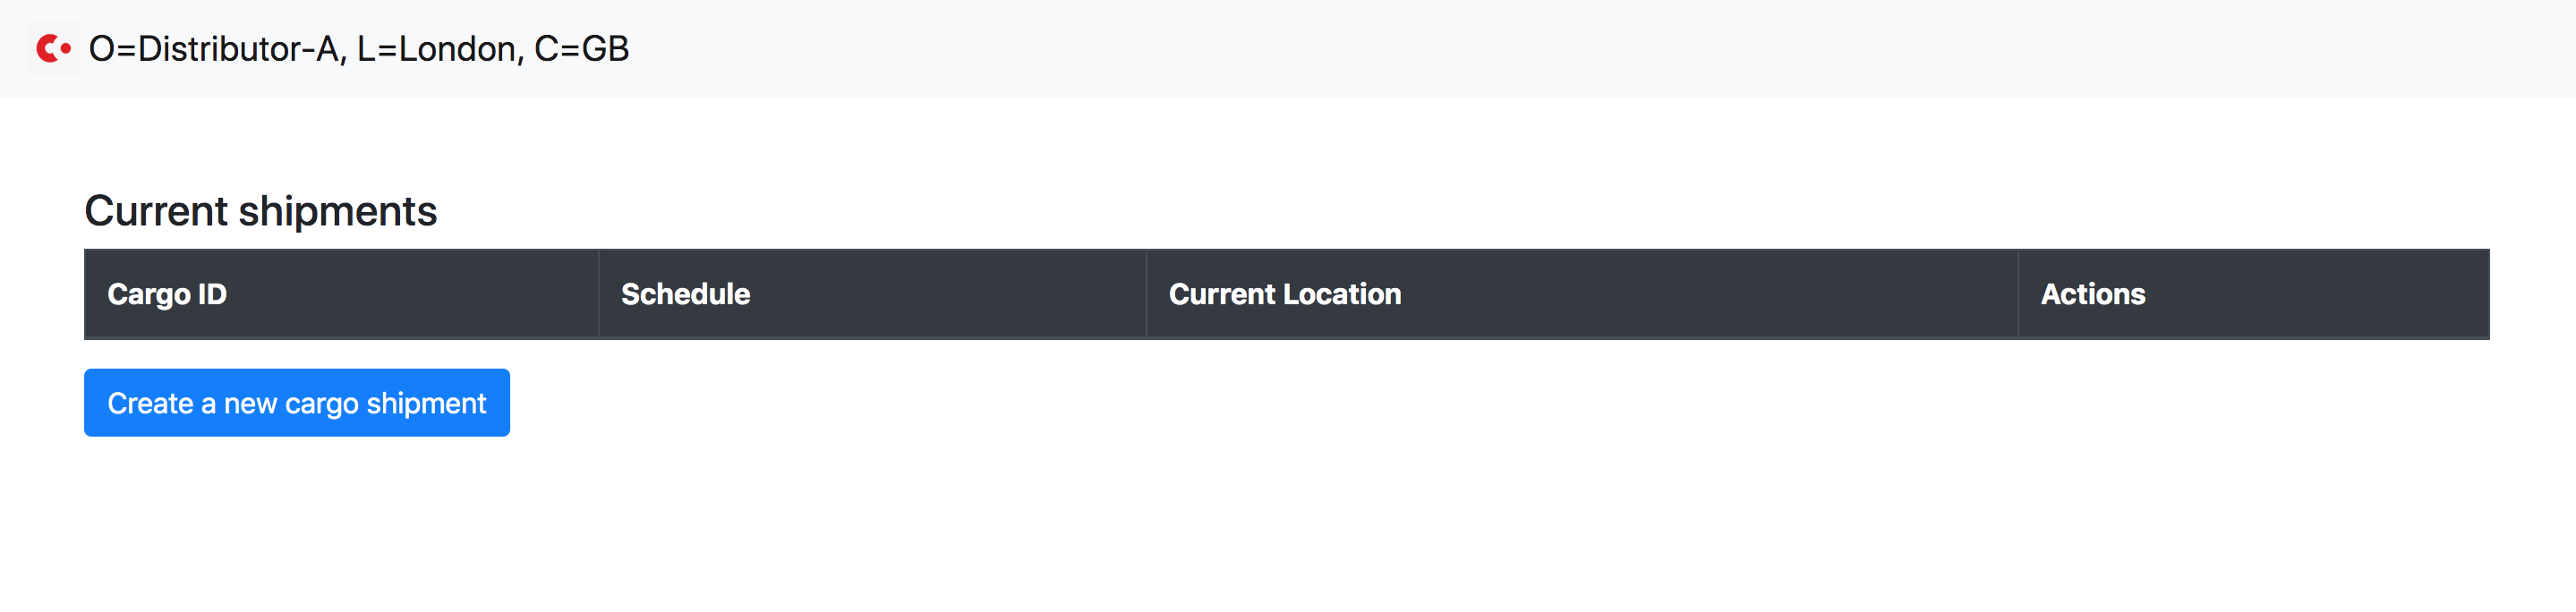 O=Distributor-A, L=London, C=GB
Current shipments
Cargo ID Schedule Current Location Actions
Create a new cargo shipment